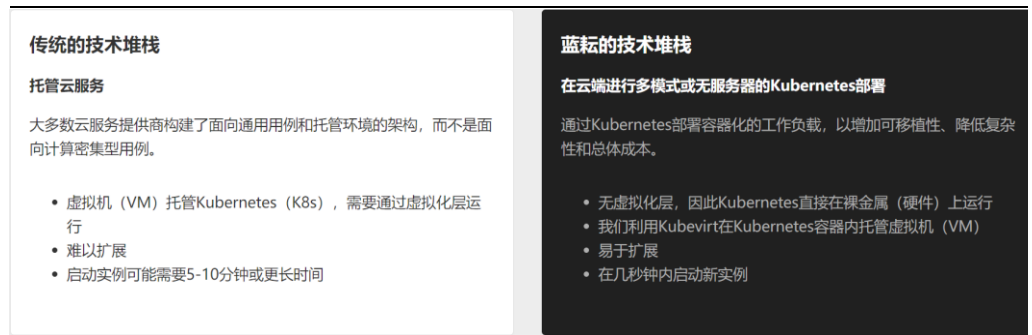 传统的技术堆栈
托管云服务
大多数云服务提供商构建了面向通用用例和托管环境的架构，而不是面
向计算密集型用例。
• 虚拟机（VM）托管Kubernetes（K8s），需要通过虚拟化层运
行
• 难以扩展
• 启动实例可能需要5-10分钟或更长时间
蓝耘的技术堆栈
在云端进行多模式或无服务器的Kubernetes部署
通过Kubernetes部署容器化的工作负载，以增加可移植性、降低复杂
性和总体成本。
• 无虚拟化层，因此Kubernetes直接在裸金属（硬件）上运行
• 我们利用Kubevirt在Kubernetes容器内托管虚拟机（VM）
• 易于扩展
• 在几秒钟内启动新实例